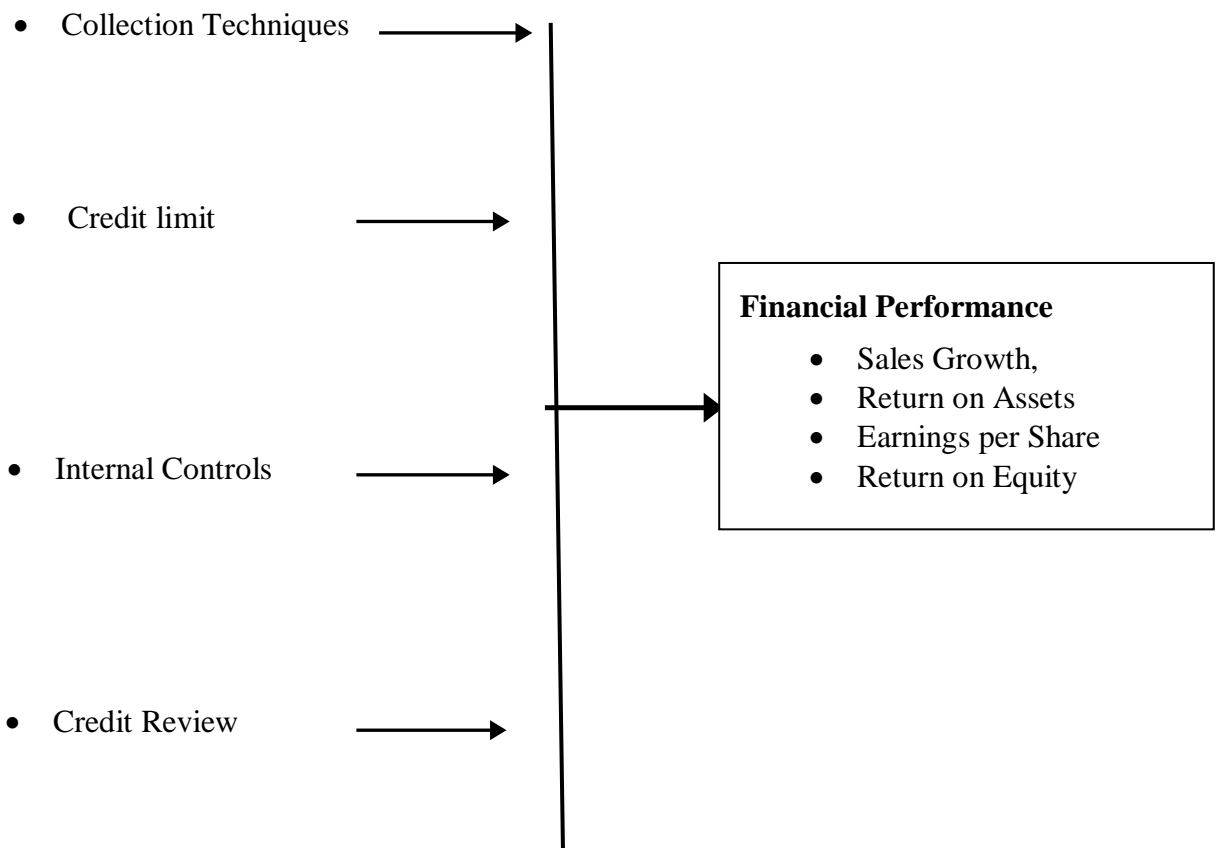 • Collection Techniques
• Credit limit
• Internal Controls
• Credit Review
Financial Performance
• Sales Growth,
• Return on Assets
• Earnings per Share
• Return on Equity